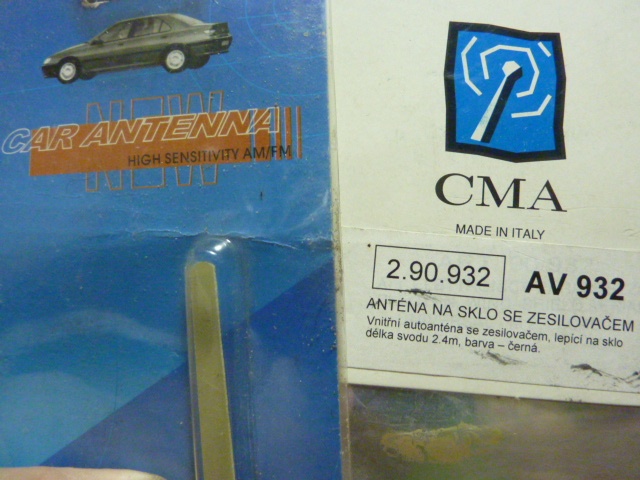 NEW
CAR ANTENNA
HIGH SENSITIVITY AM/FM
CMA
MADE IN ITALY
2.90.932
AV 932
ANTÉNA NA SKLO SE ZESILOVAČEM
Vnitřní autoanténa se zesilovačem, lepící na sklo
délka svodu 2.4m, barva – černá.